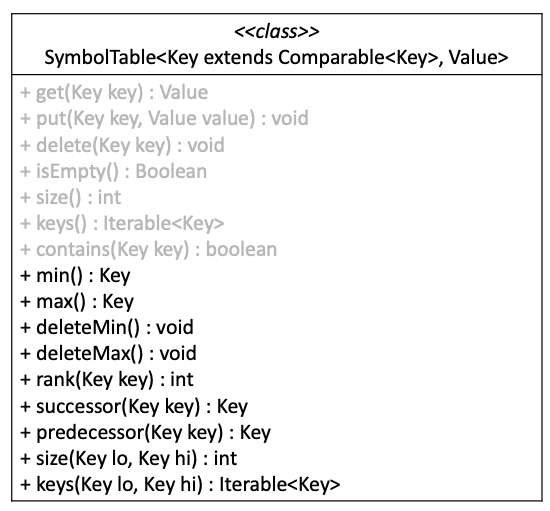 <<class>>
SymbolTable<Key extends Comparable<Key>, Value>
+ get(Key key) : Value
+ put(Key key, Value value) : void
+ delete(Key key) : void
+ isEmpty() : Boolean
+ size() : int
+ keys() : Iterable<Key>
+ contains(Key key) : boolean
+ min() : Key
+ max() : Key
+ deleteMin() : void
+ deleteMax() : void
+ rank(Key key) : int
+ successor(Key key) : Key
+ predecessor(Key key) : Key
+ size(Key lo, Key hi) : int
+ keys(Key lo, Key hi) : Iterable<Key>